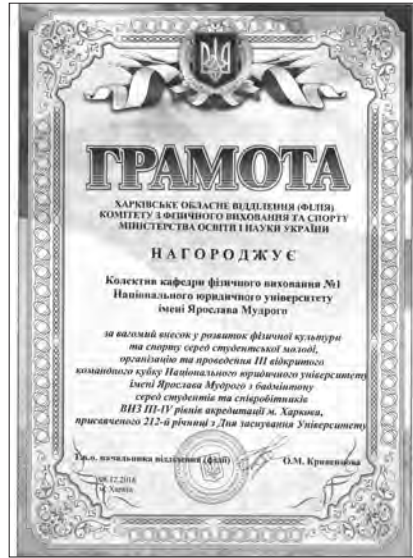 ГРАМОТА
ХАРКІВСЬКЕ ОБЛАСНЕ ВІДДІЛЕННЯ (ФІЛІЯ)
КОМІТЕТУ З ФІЗИЧНОГО ВИХОВАННЯ ТА СПОРТУ
МІНІСТЕРСТВА ОСВІТИ І НАУКИ УКРАЇНИ
НАГОРОДЖУЄ
Колектив кафедри фізичного виховання №1
Національного юридичного університету
імені Ярослава Мудрого
за вагомий внесок у розвиток фізичної культури
та спорту серед студентської молоді,
організацію та проведення III відкритого
командного кубку Національного юридичного університету
імені Ярослава Мудрого з бадмінтону
серед студентів та співробітників
ВНЗ III-IV рівнів акредитації м. Харкова,
присвяченого 212-й річниці з Дня заснування Університету
Т.в.о. начальника відділення (філії) О.М. Кривенцова
08.12.2016
м. Харків